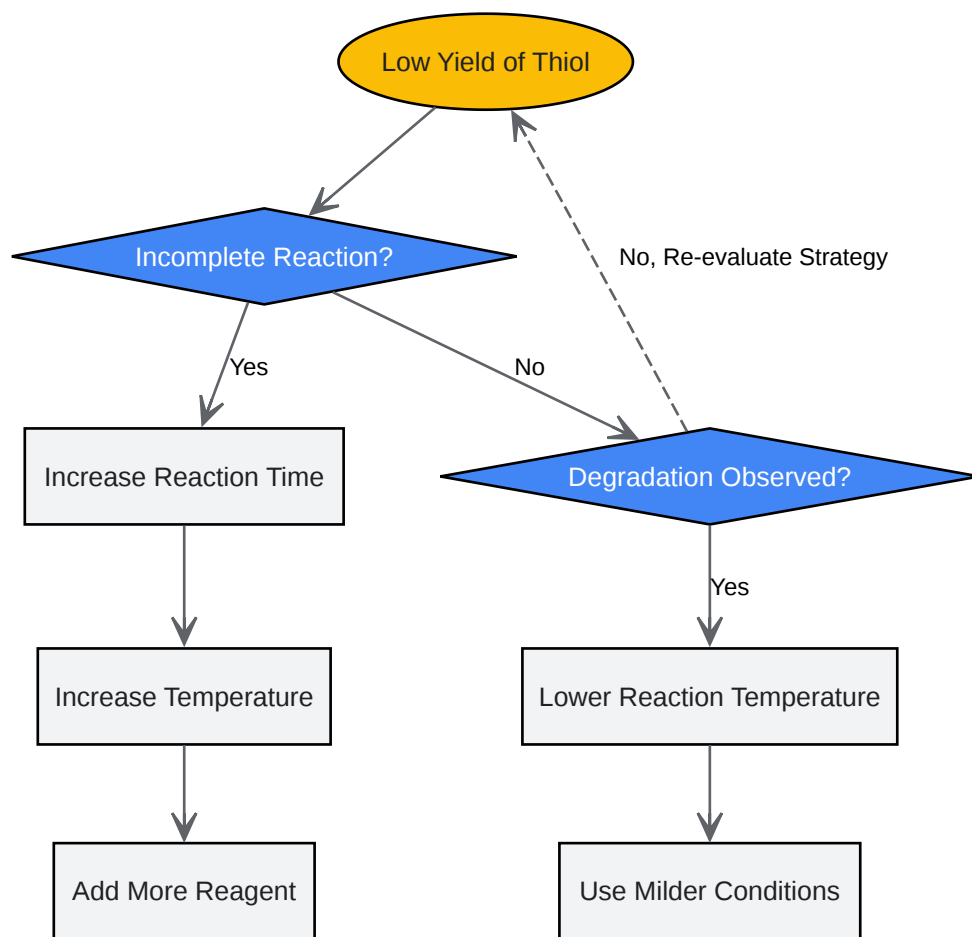 Low Yield of Thiol
Incomplete Reaction?
No, Re-evaluate Strategy
Yes
No
Increase Reaction Time
Degradation Observed?
Yes
Increase Temperature
Lower Reaction Temperature
Add More Reagent
Use Milder Conditions